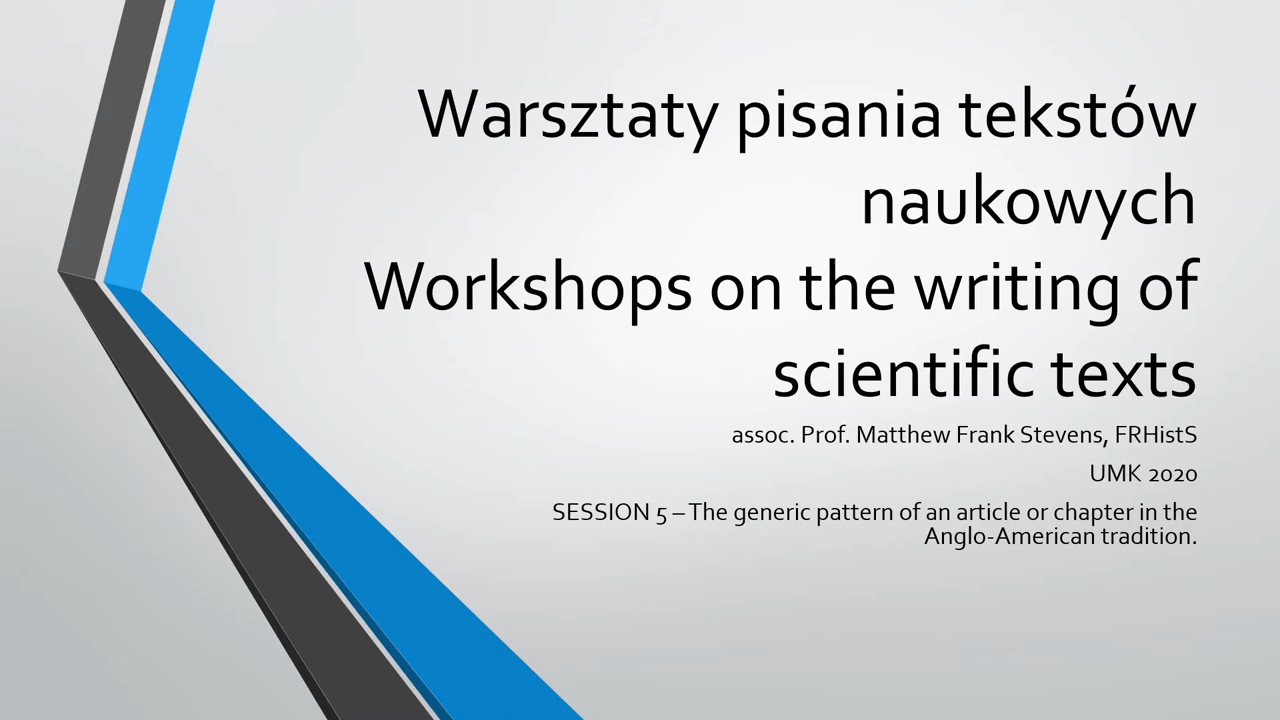 Warsztaty pisania tekstów
naukowych
Workshops on the writing of
scientific texts
assoc. Prof. Matthew Frank Stevens, FRHistS
UMK 2020
SESSION 5 – The generic pattern of an article or chapter in the
Anglo-American tradition.